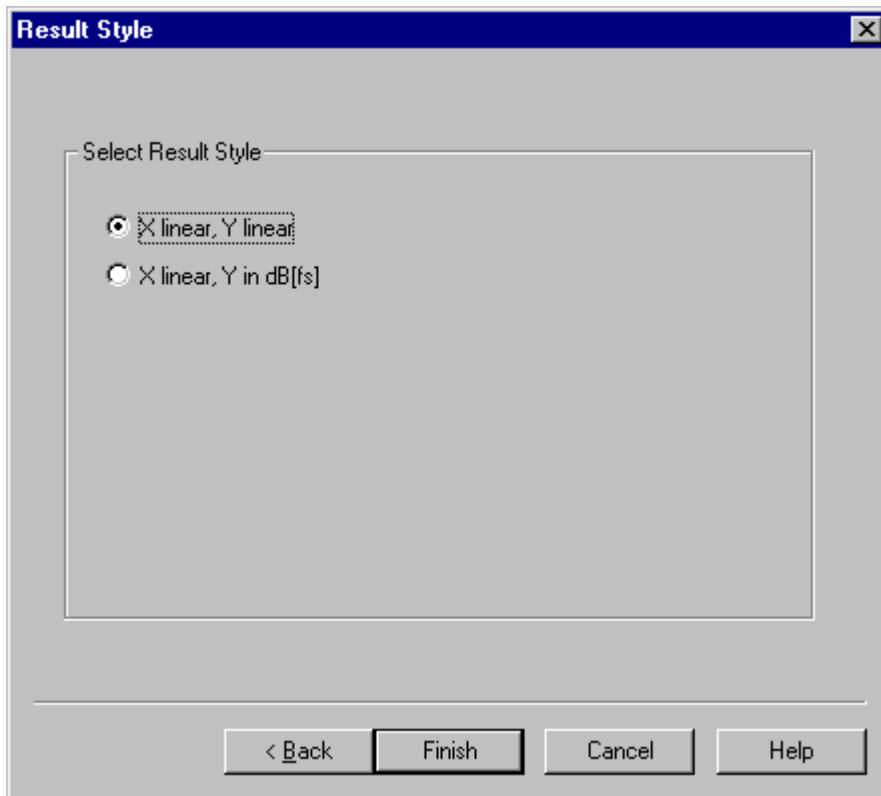 Result Style
Select Result Style
X linear, Y linear
X linear, Y in dB[fs]
< Back
Finish
Cancel
Help